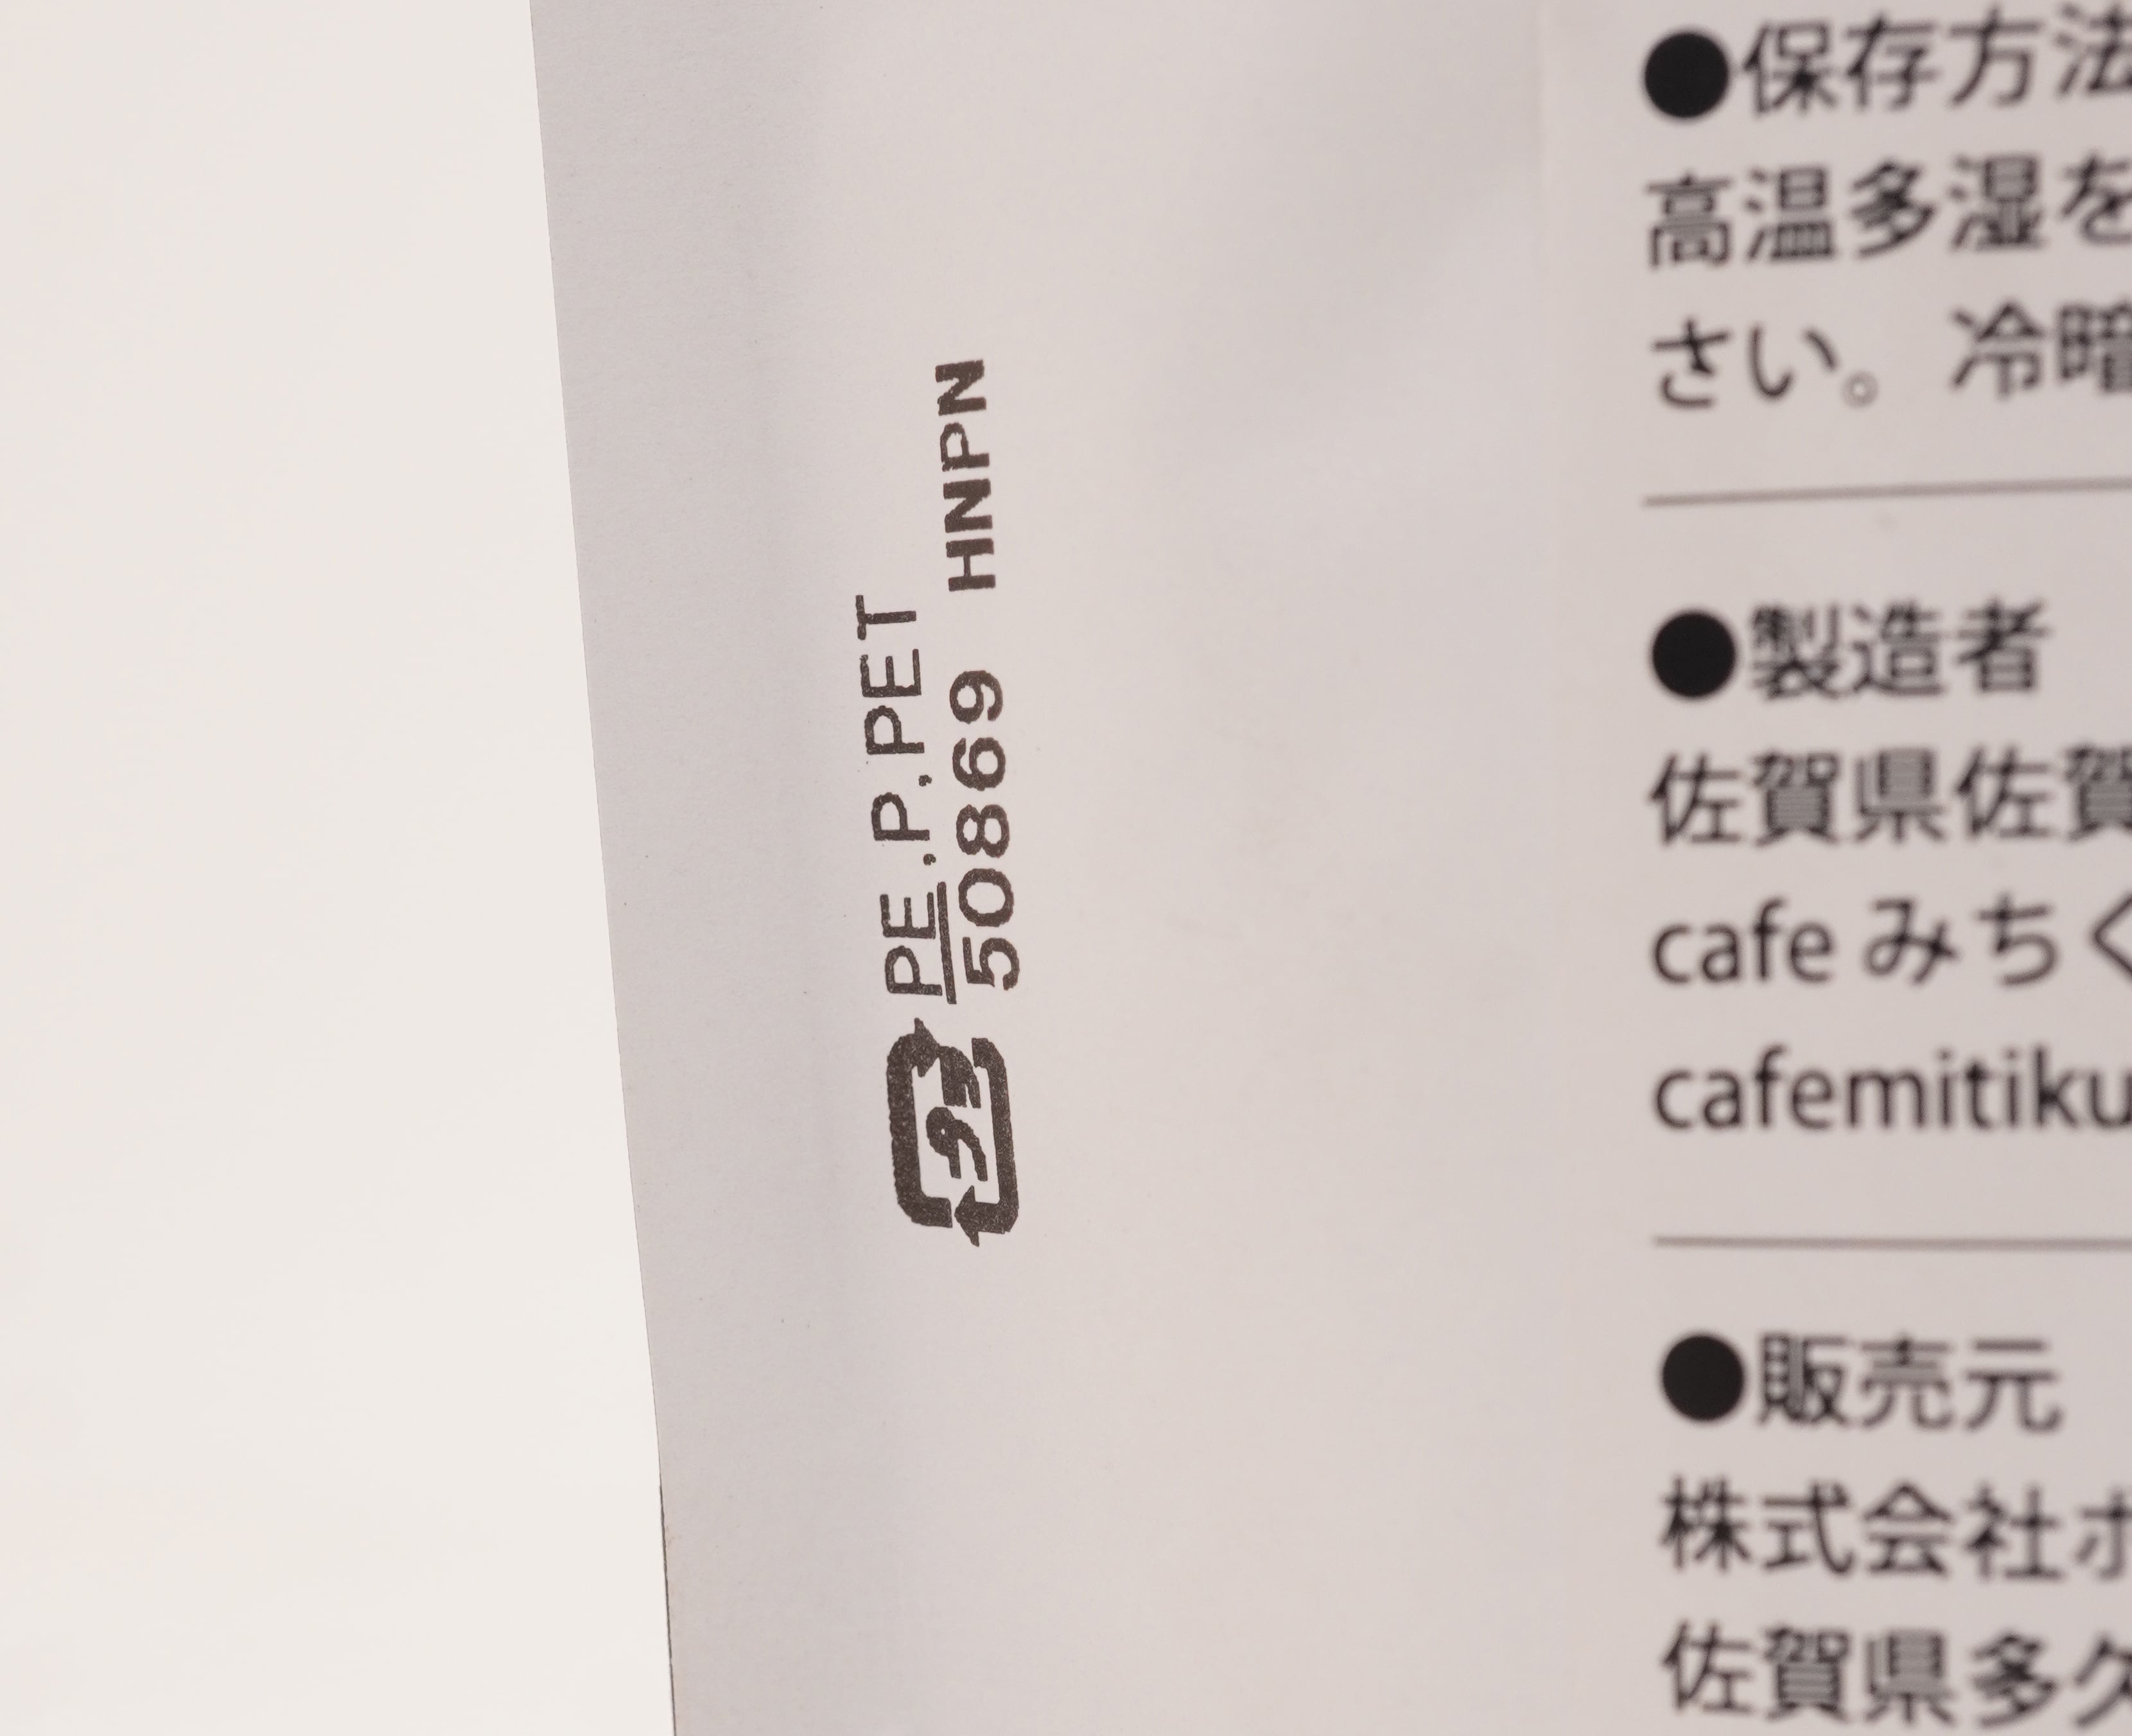 プラ
PE.P.PET
50869 HNPN
●保存方法
高温多湿を
さい。冷暗
●製造者
佐賀県佐賀
cafe みちく
cafemitiku
●販売元
株式会社ホ
佐賀県多久